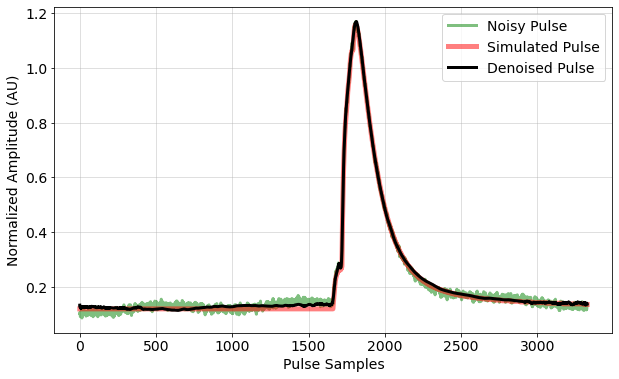 1.2
1.0
0.8
0.6
0.4
0.2
Normalized Amplitude (AU)
Noisy Pulse
Simulated Pulse
Denoised Pulse
0 500 1000 1500 2000 2500 3000
Pulse Samples